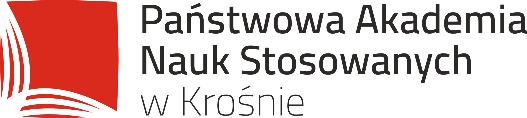 Państwowa Akademia
Nauk Stosowanych
w Krośnie